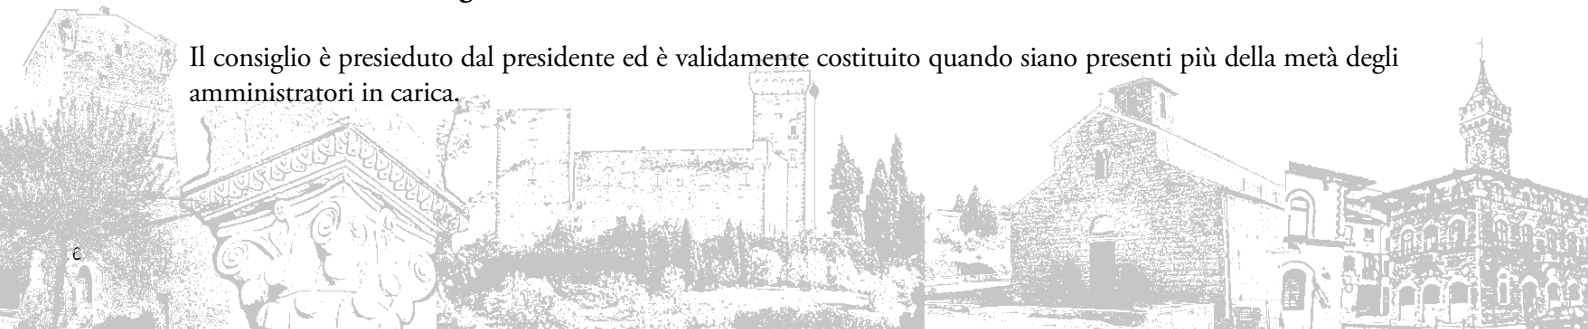 Il consiglio è presieduto dal presidente ed è validamente costituito quando siano presenti più della metà degli
amministratori in carica.